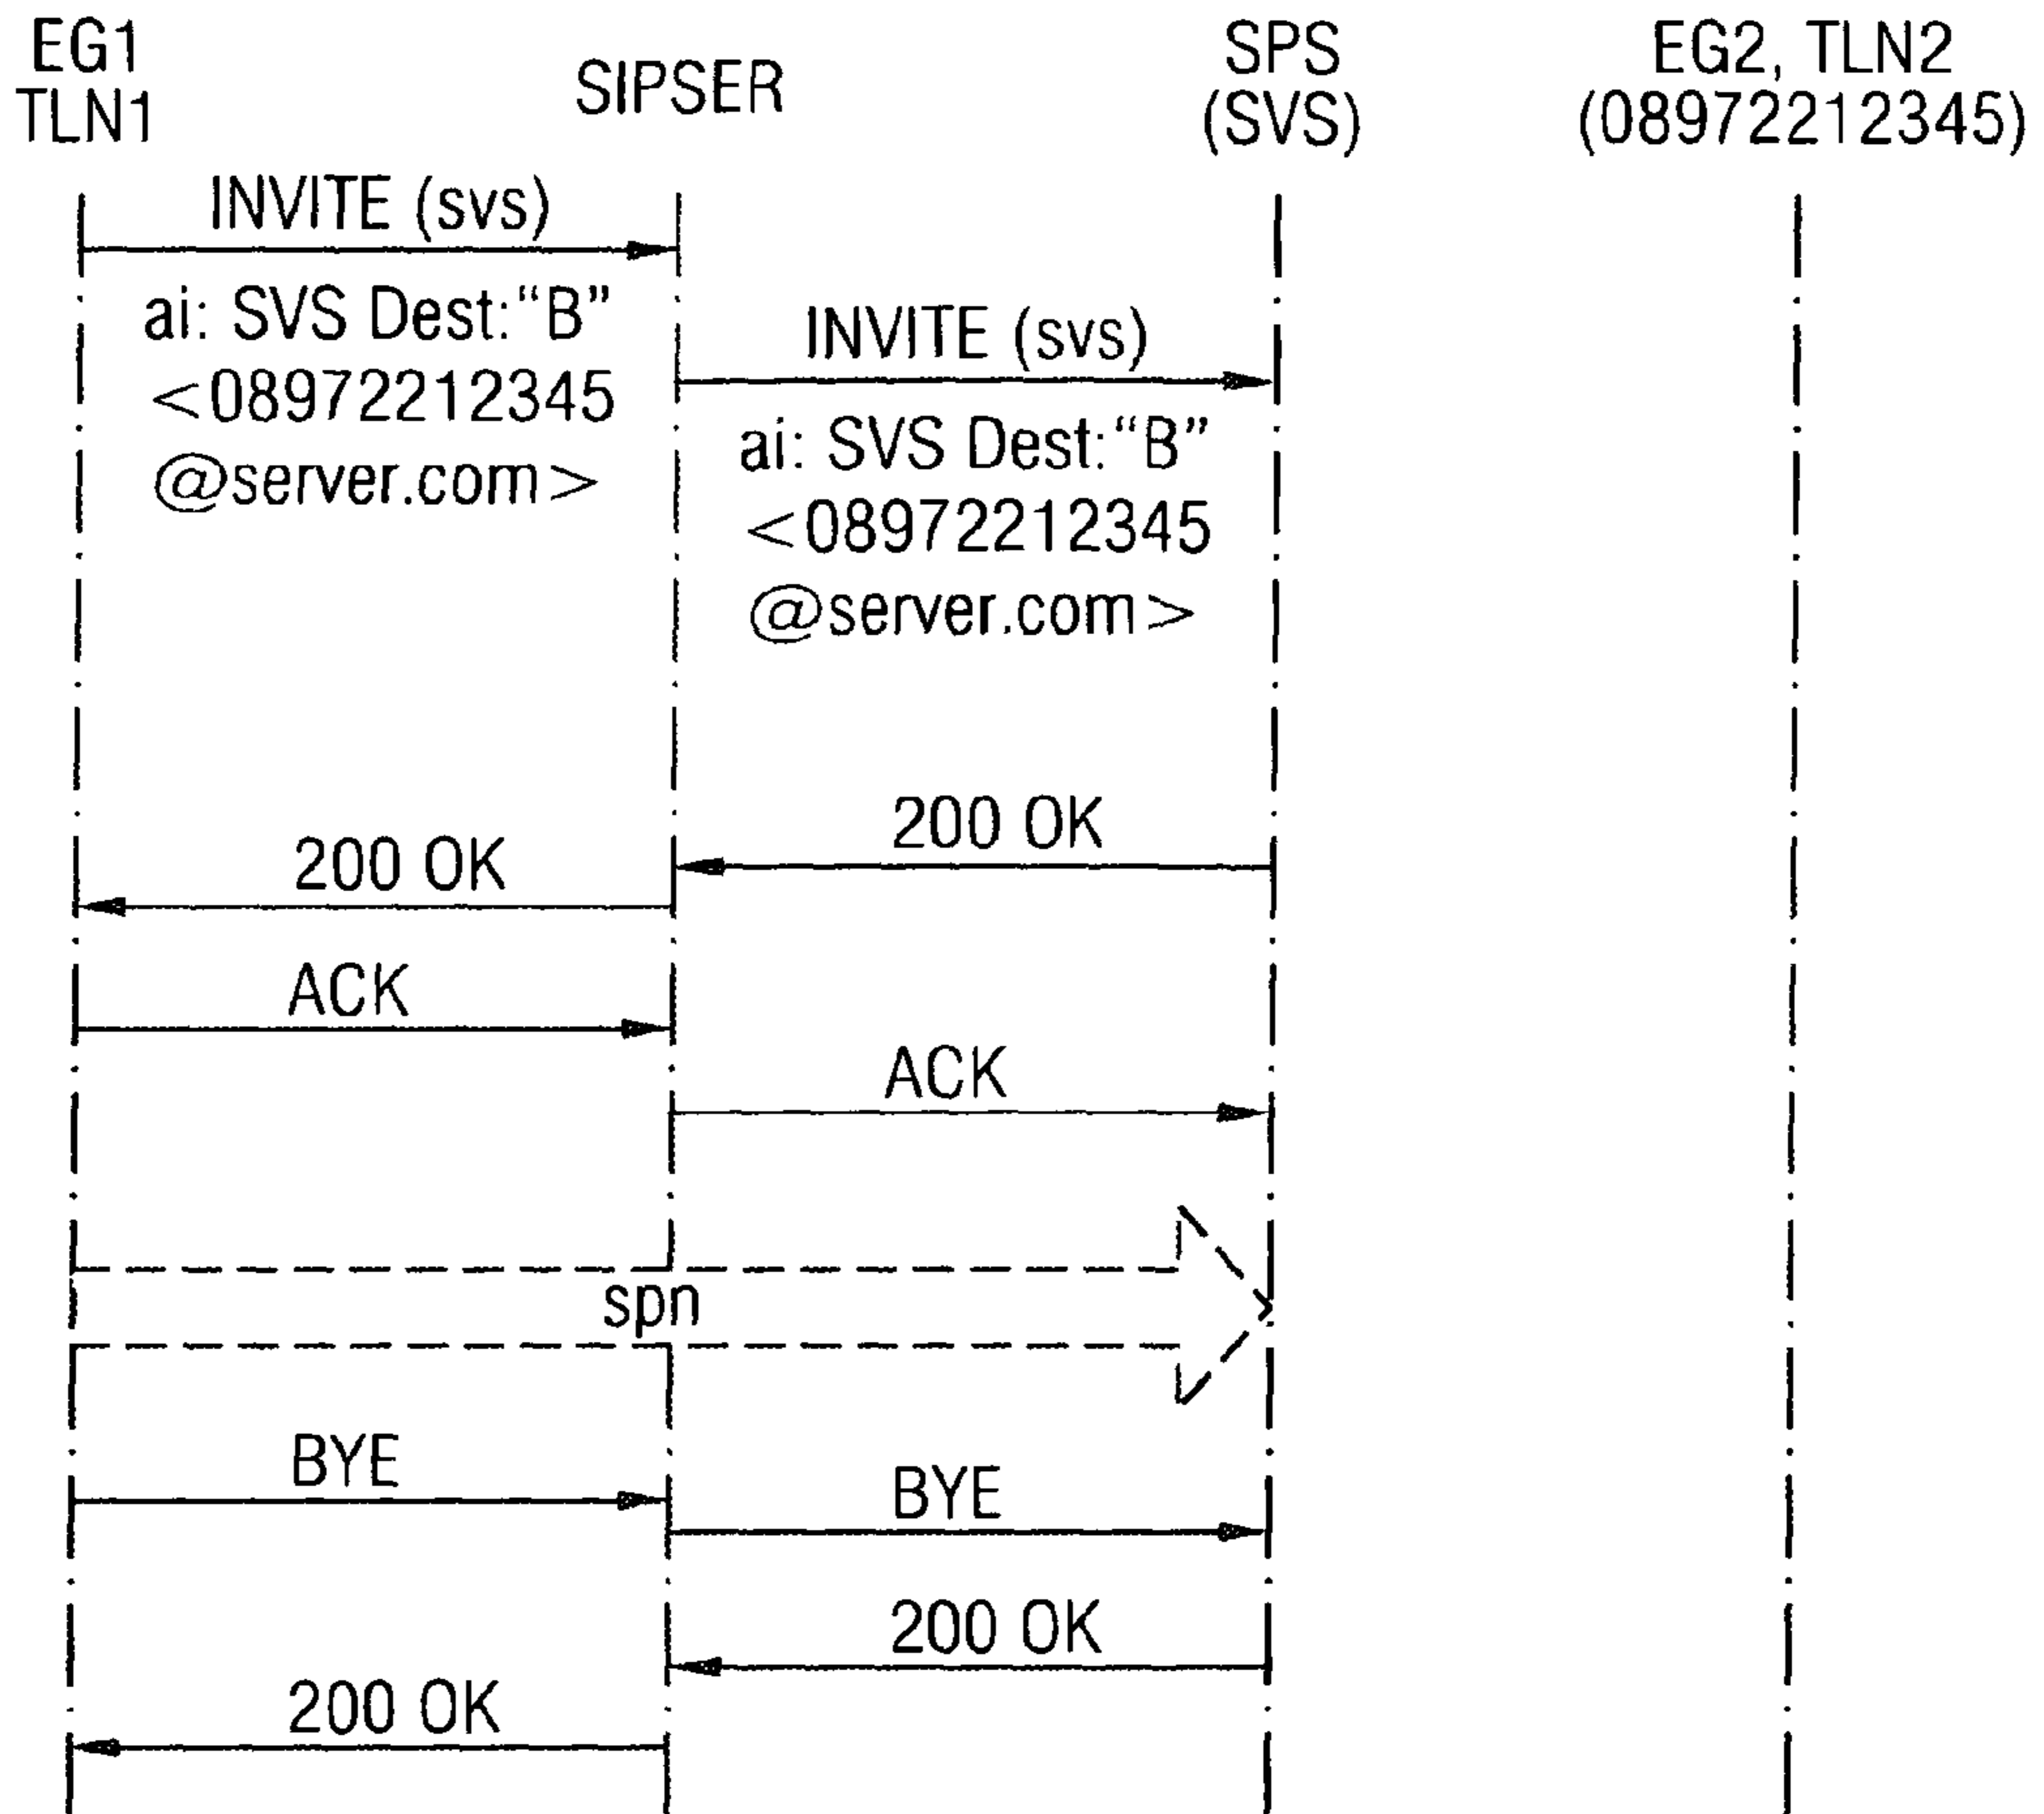 EG1
TLN1
SIPSER
SPS
(SVS)
EG2, TLN2
(08972212345)
INVITE (svs)
ai: SVS Dest:“B”
<08972212345
@server.com>
INVITE (svs)
ai: SVS Dest:“B”
<08972212345
@server.com>
200 OK
200 OK
ACK
ACK
spn
BYE
BYE
200 OK
200 OK